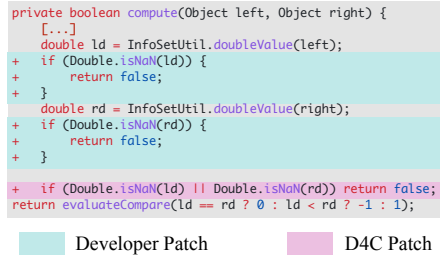 private boolean compute(Object left, Object right) {
    [...]
    double ld = InfoSetUtil.doubleValue(left);
+   if (Double.isNaN(ld)) {
+       return false;
+   }
    double rd = InfoSetUtil.doubleValue(right);
+   if (Double.isNaN(rd)) {
+       return false;
+   }
+   if (Double.isNaN(ld) || Double.isNaN(rd)) return false;
return evaluateCompare(ld == rd ? 0 : ld < rd ? -1 : 1);
Developer Patch D4C Patch